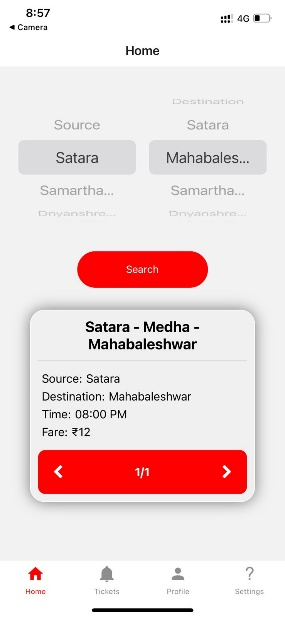 8:57
4G
◀ Camera
Home
Destination
Source
Satara
Satara
Mahabales...
Samartha...
Samartha...
Dnyanshre...
Dnyanshre...
Search
Satara - Medha -
Mahabaleshwar
Source: Satara
Destination: Mahabaleshwar
Time: 08:00 PM
Fare: ₹12
1/1
Home
Tickets
Profile
Settings